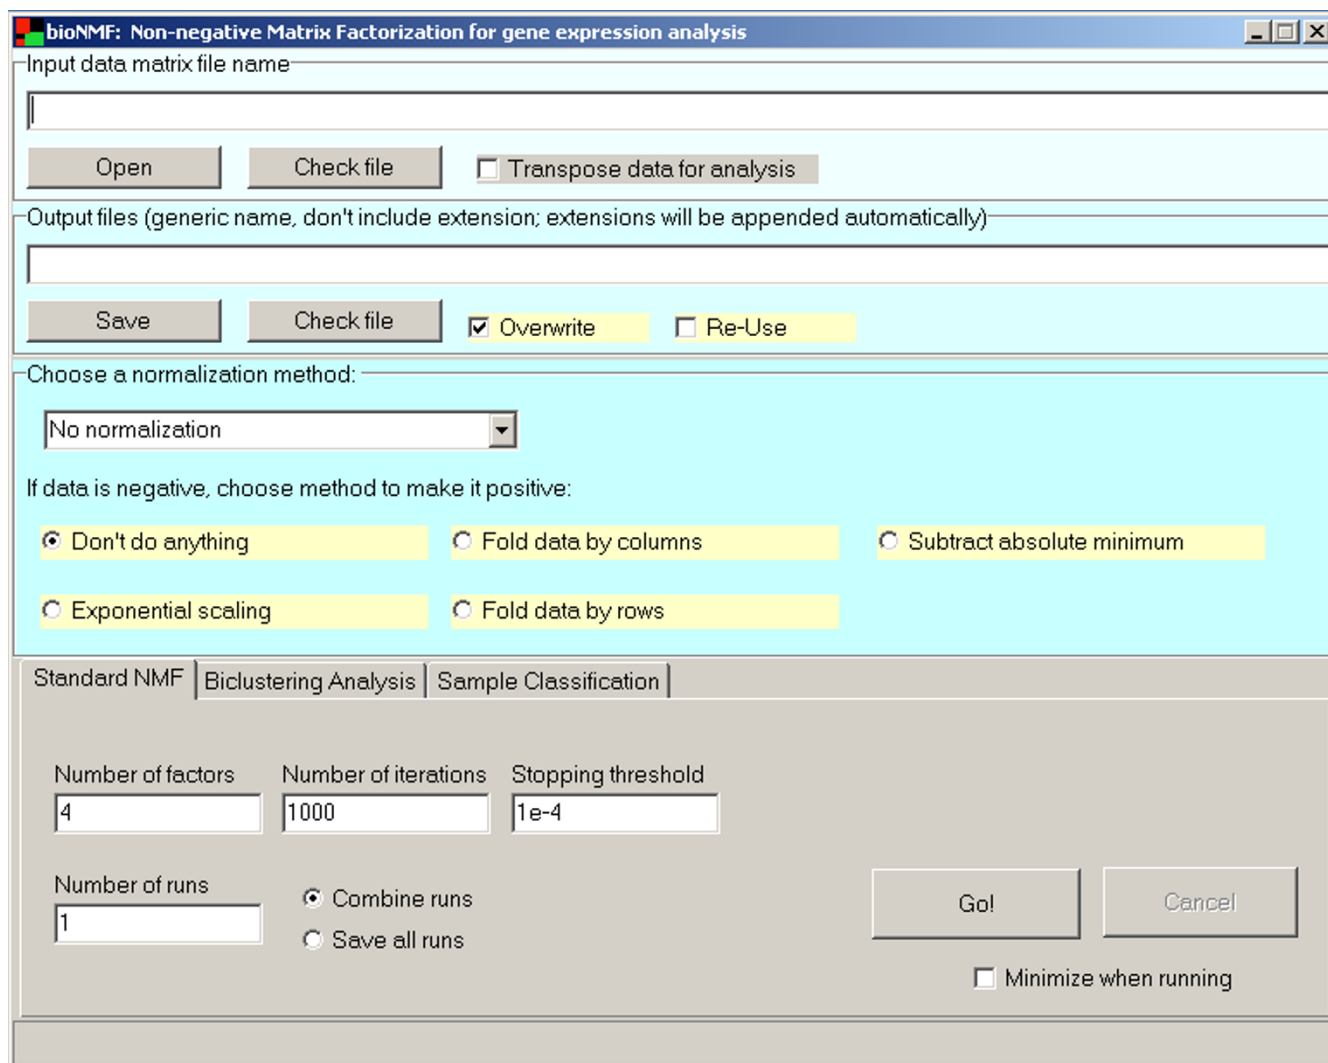 bioNMF: Non-negative Matrix Factorization for gene expression analysis
Input data matrix file name
Open Check file Transpose data for analysis
Output files (generic name, don't include extension; extensions will be appended automatically)
Save Check file Overwrite Re-Use
Choose a normalization method:
No normalization
If data is negative, choose method to make it positive:
Don't do anything Fold data by columns Subtract absolute minimum
Exponential scaling Fold data by rows
Standard NMF Biclustering Analysis Sample Classification
Number of factors Number of iterations Stopping threshold
4 1000 1e-4
Number of runs
1
Combine runs
Save all runs
Go! Cancel
Minimize when running